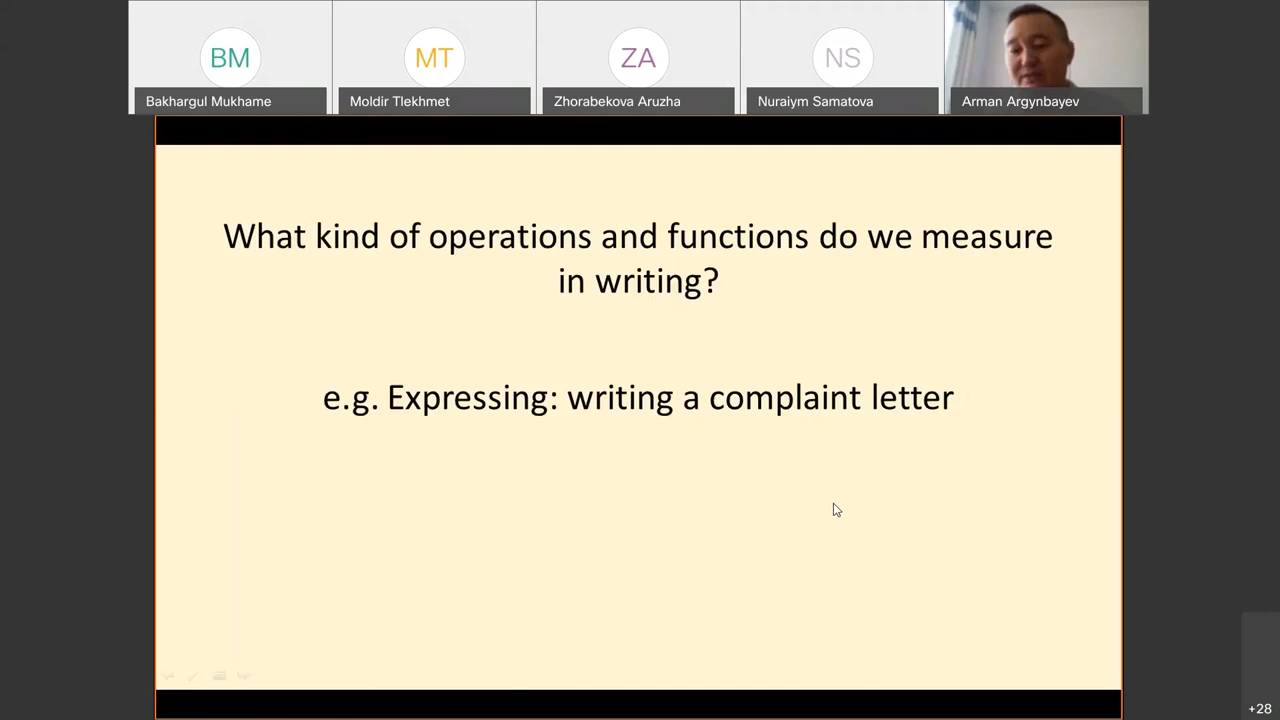 BM
MT
ZA
NS
Bakhargul Mukhame
Moldir Tlekhmet
Zhorabekova Aruzha
Nuraiym Samatova
Arman Argynbayev
What kind of operations and functions do we measure
in writing?
e.g. Expressing: writing a complaint letter
+28